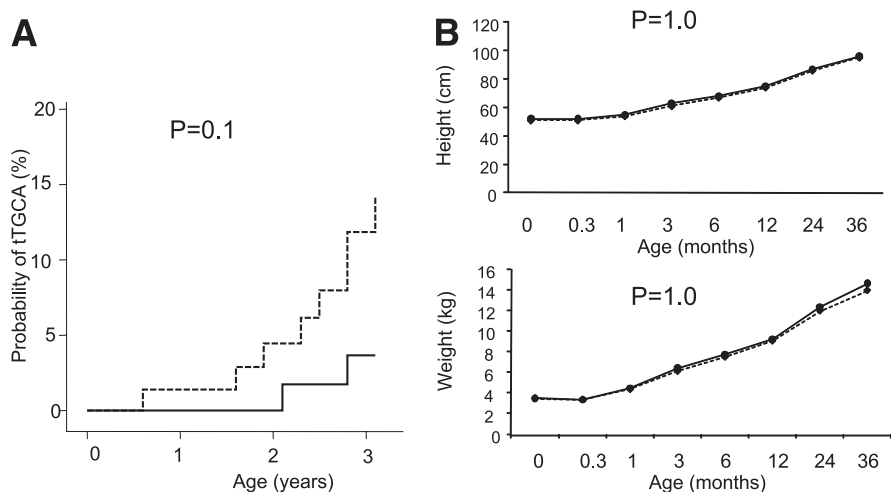 A
P=0.1
Probability of tTGCA (%)
20
15
10
5
0
0 1 2 3
Age (years)
B
P=1.0
Height (cm)
120
100
80
60
40
20
0
0 0.3 1 3 6 12 24 36
Age (months)
P=1.0
Weight (kg)
16
14
12
10
8
6
4
2
0
0 0.3 1 3 6 12 24 36
Age (months)